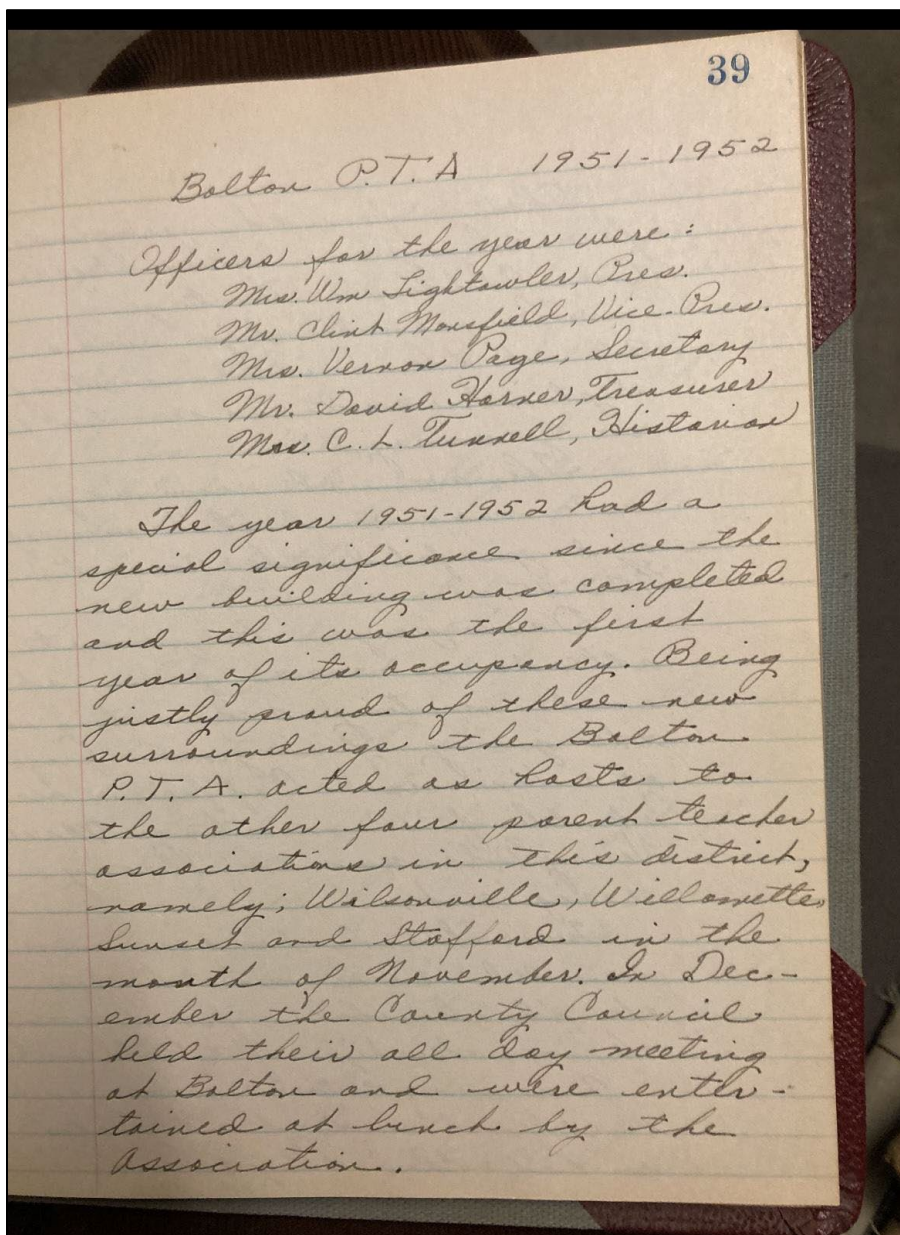 39
Bolton P.T.A 1951-1952
Officers for the year were:
Mrs. Wm Lightowler, Pres.
Mr. Clint Mansfield, Vice-Pres.
Mrs. Vernon Page, Secretary
Mr. David Horner, Treasurer
Mrs. C. L. Tunnell, Historian
The year 1951-1952 had a
special significance since the
new building was completed
and this was the first
year of its occupancy. Being
justly proud of these new
surroundings the Bolton
P.T.A. acted as hosts to
the other four parent teacher
associations in this district,
namely; Wilsonville, Willamette,
Sunset and Stafford in the
month of November. In Dec-
ember the County Council
held their all day meeting
at Bolton and were enter-
tained at lunch by the
Association.